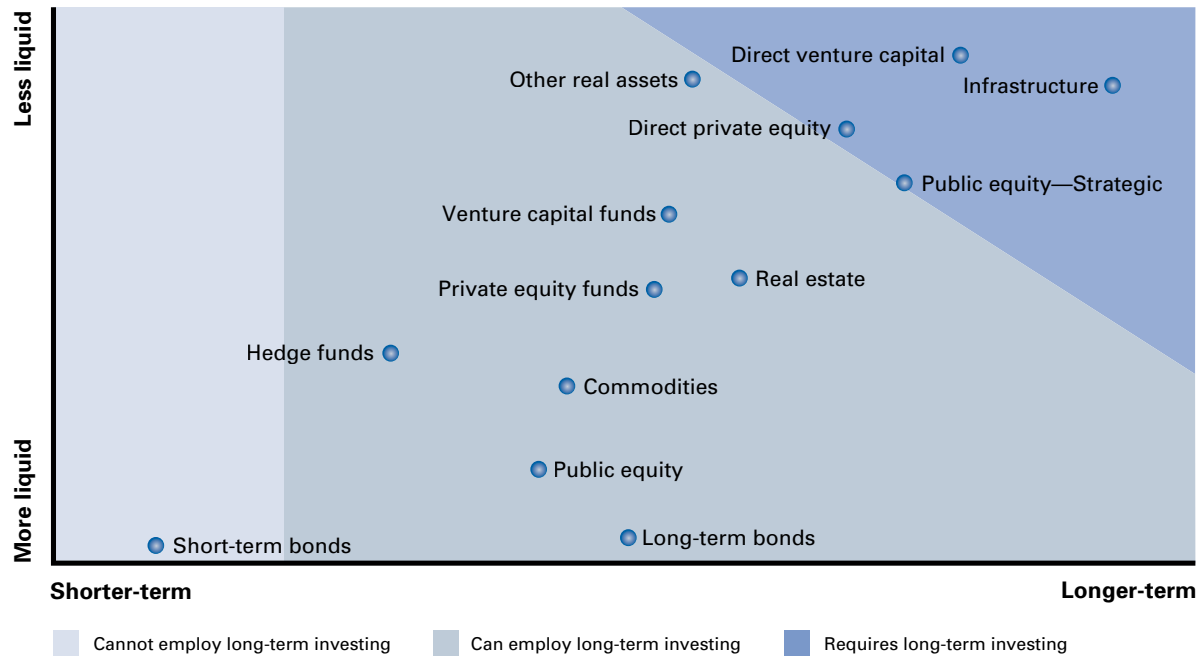 Less liquid
Direct venture capital
Other real assets
Infrastructure
Direct private equity
Public equity—Strategic
Venture capital funds
Real estate
Private equity funds
Hedge funds
Commodities
Public equity
More liquid
Long-term bonds
Short-term bonds
Shorter-term
Longer-term
Cannot employ long-term investing
Can employ long-term investing
Requires long-term investing